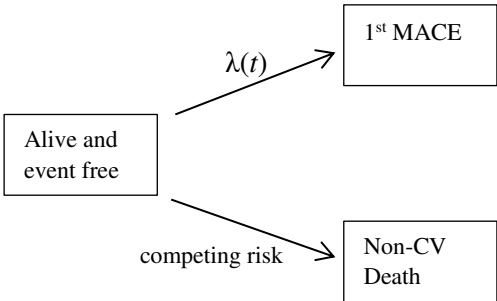 1st MACE
λ(t)
Alive and
event free
competing risk
Non-CV
Death